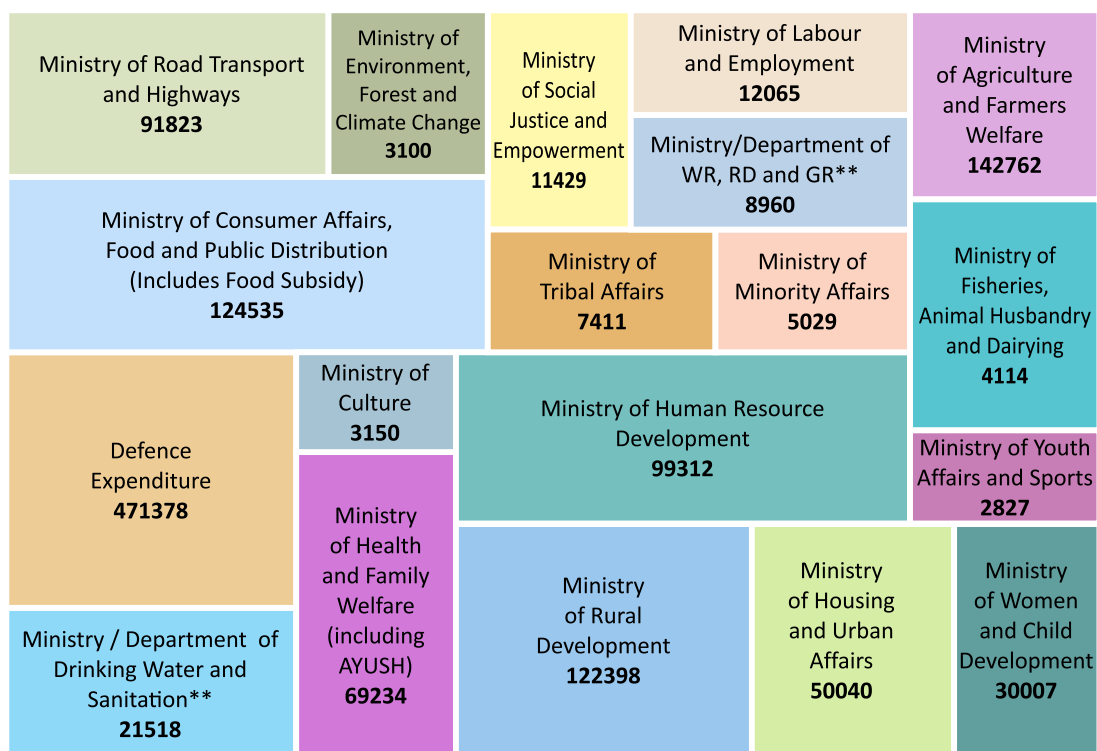 Ministry of Road Transport
and Highways
91823
Ministry of
Environment,
Forest and
Climate Change
3100
Ministry
of Social
Justice and
Empowerment
11429
Ministry of Labour
and Employment
12065
Ministry
of Agriculture
and Farmers
Welfare
142762
Ministry/Department of
WR, RD and GR**
8960
Ministry of Consumer Affairs,
Food and Public Distribution
(Includes Food Subsidy)
124535
Ministry of
Tribal Affairs
7411
Ministry of
Minority Affairs
5029
Ministry of
Fisheries,
Animal Husbandry
and Dairying
4114
Defence
Expenditure
471378
Ministry of
Culture
3150
Ministry of Human Resource
Development
99312
Ministry of Youth
Affairs and Sports
2827
Ministry
of Health
and Family
Welfare
(including
AYUSH)
69234
Ministry
of Rural
Development
122398
Ministry
of Housing
and Urban
Affairs
50040
Ministry
of Women
and Child
Development
30007
Ministry / Department of
Drinking Water and
Sanitation**
21518